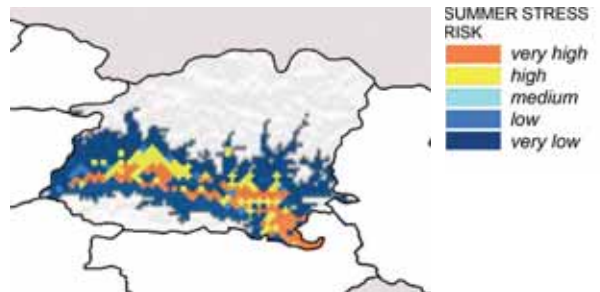 SUMMER STRESS
RISK
very high
high
medium
low
very low